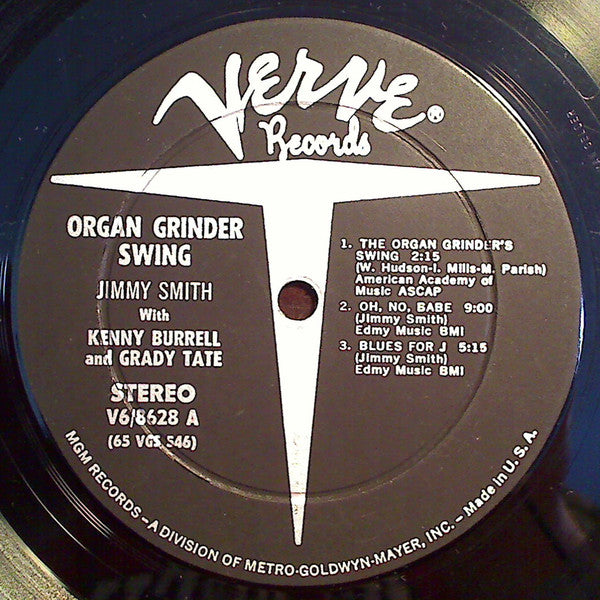 Verve®
Records
ORGAN GRINDER
SWING
JIMMY SMITH
With
KENNY BURRELL
and GRADY TATE
STEREO
V6/8628 A
(65 VGS 546)
1. THE ORGAN GRINDER'S
SWING 2:15
(W. Hudson-I. Mills-M. Parish)
American Academy of
Music ASCAP
2. OH, NO, BABE 9:00
(Jimmy Smith)
Edmy Music BMI
3. BLUES FOR J 5:15
(Jimmy Smith)
Edmy Music BMI
MGM RECORDS – A DIVISION OF METRO-GOLDWYN-MAYER, INC. – Made in U.S.A.